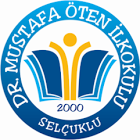 DR. MUSTAFA ÖTEN İLKOKULU
2000
SELÇUKLU